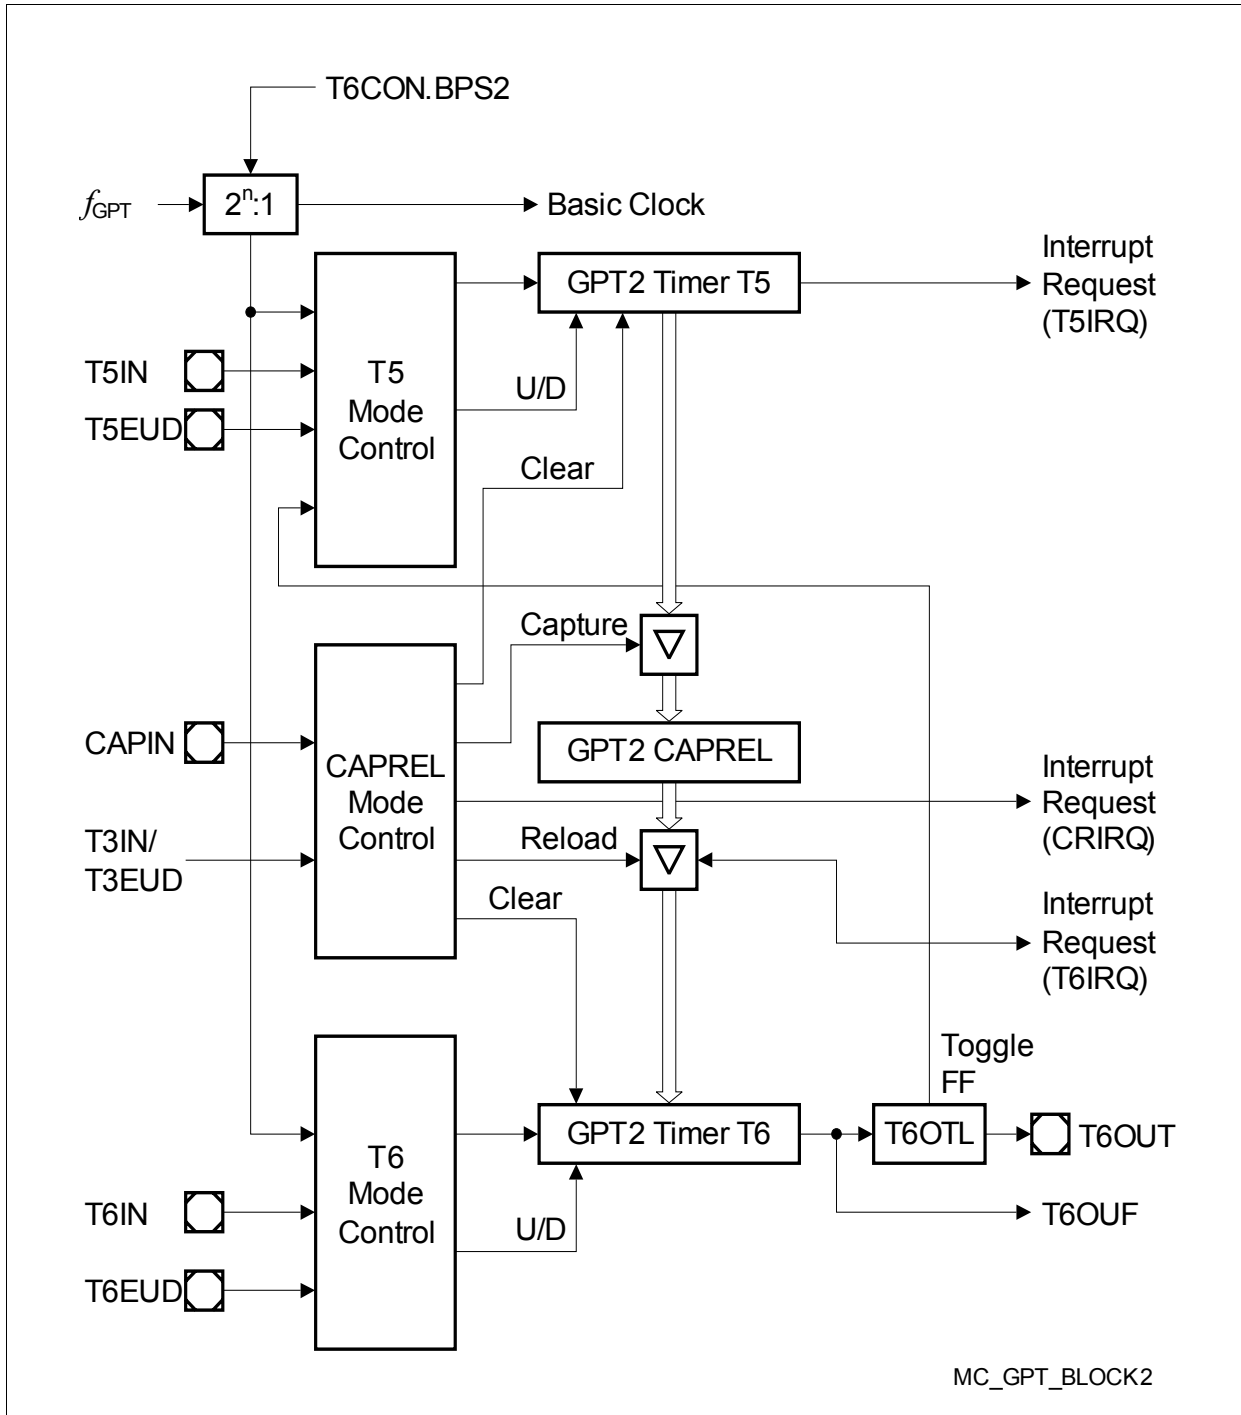 T6CON.BPS2
fGPT
2n:1
Basic Clock
Interrupt
Request
(T5IRQ)
GPT2 Timer T5
T5IN
T5
Mode
Control
U/D
T5EUD
Clear
Capture
CAPIN
CAPREL
Mode
Control
GPT2 CAPREL
Interrupt
Request
(CRIRQ)
T3IN/
T3EUD
Reload
Clear
Interrupt
Request
(T6IRQ)
Toggle
FF
GPT2 Timer T6
T6OTL
T6OUT
T6
Mode
Control
T6IN
U/D
T6OUF
T6EUD
MC_GPT_BLOCK2